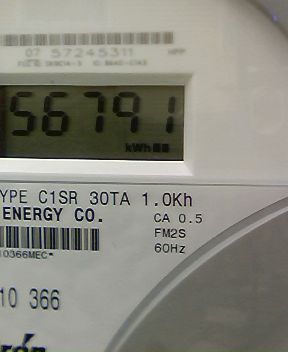 07 57245311
56791
kWh
YPE C1SR 30TA 1.0Kh
ENERGY CO.
CA 0.5
FM2S
60Hz
10366MEC*
10 366
rón